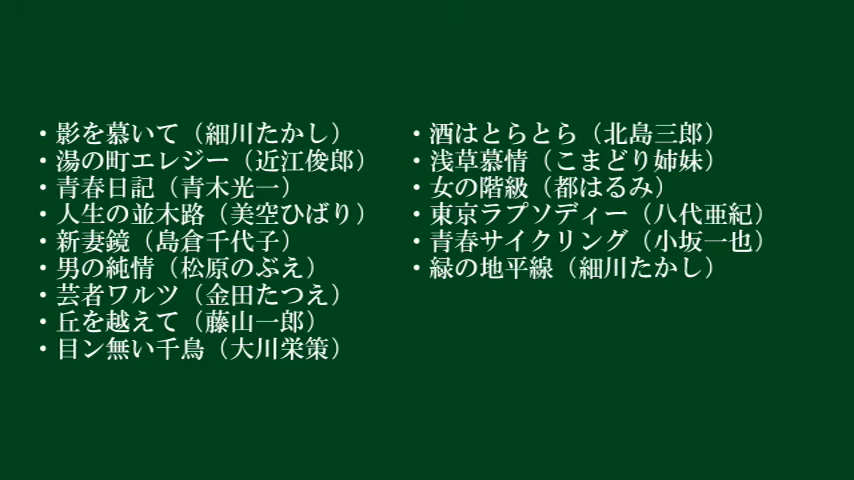 ・影を慕いて（細川たかし）
・湯の町エレジー（近江俊郎）
・青春日記（青木光一）
・人生の並木路（美空ひばり）
・新妻鏡（島倉千代子）
・男の純情（松原のぶえ）
・芸者ワルツ（金田たつえ）
・丘を越えて（藤山一郎）
・目ン無い千鳥（大川栄策）
・酒はとらとら（北島三郎）
・浅草慕情（こまどり姉妹）
・女の階級（都はるみ）
・東京ラプソディー（八代亜紀）
・青春サイクリング（小坂一也）
・緑の地平線（細川たかし）